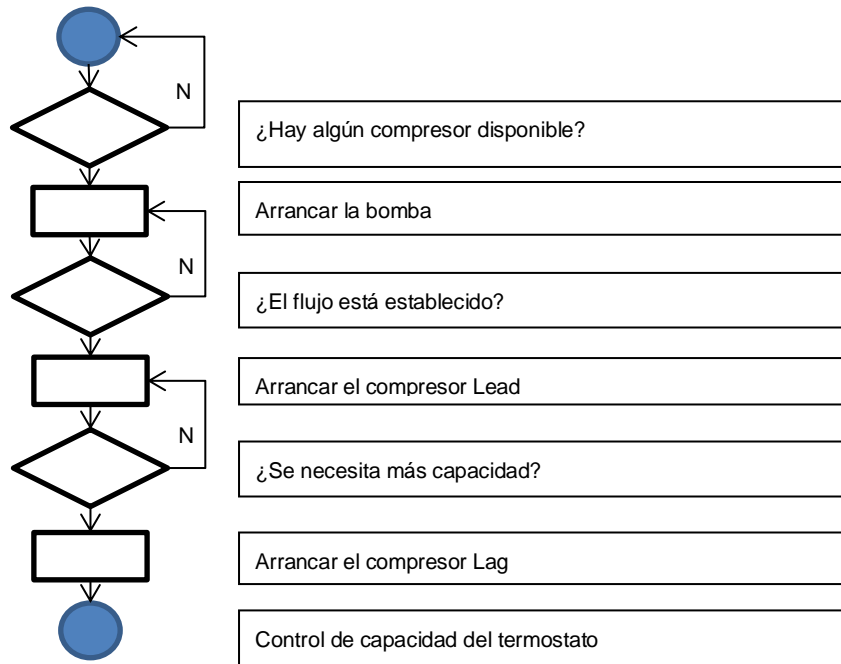 N
¿Hay algún compresor disponible?
Arrancar la bomba
N
¿El flujo está establecido?
Arrancar el compresor Lead
N
¿Se necesita más capacidad?
Arrancar el compresor Lag
Control de capacidad del termostato